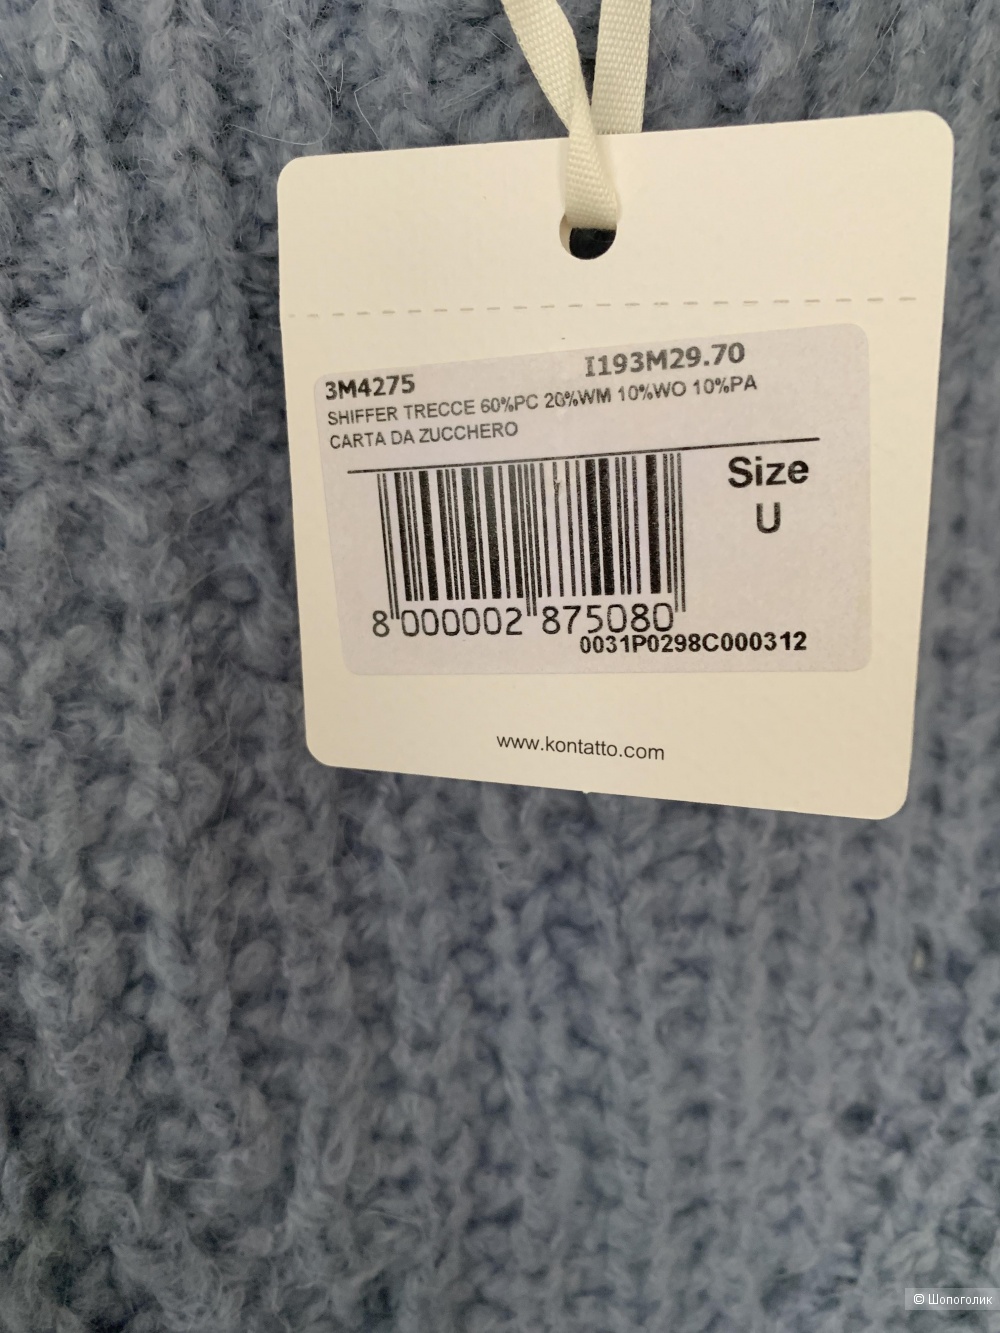 3M4275 I193M29.70
SHIFFER TRECCE 60%PC 20%WM 10%WO 10%PA
CARTA DA ZUCCHERO
Size
U
8 000002 875080
0031P0298C000312
www.kontatto.com
© Шопоголик